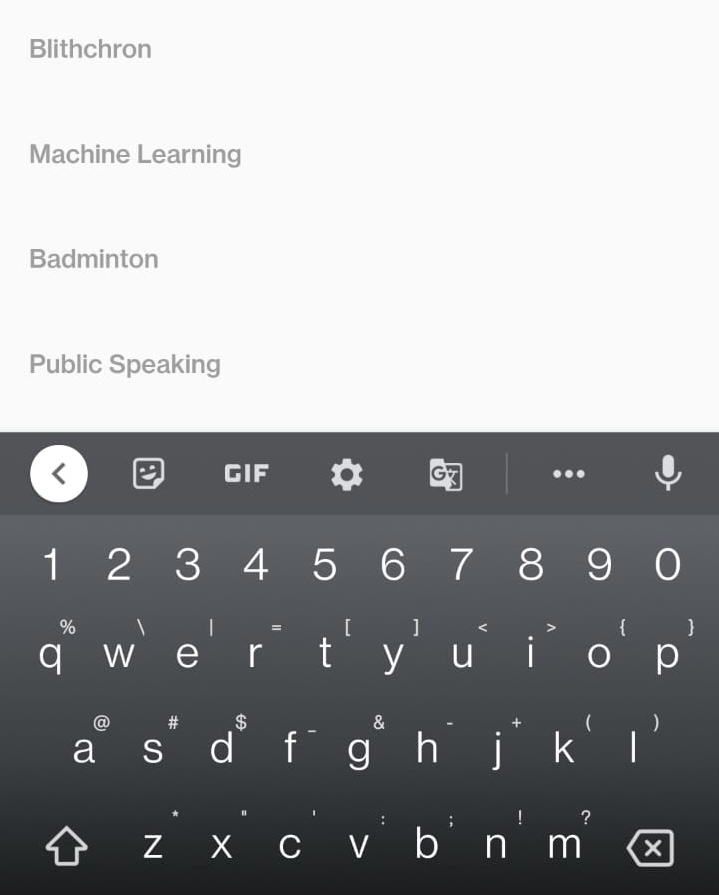 Blithchron
Machine Learning
Badminton
Public Speaking
GIF G
1 2 3 4 5 6 7 8 9 0
% \ | = [ ] < > { }
q w e r t y u i o p
@ # $ _ & - + ( )
a s d f g h j k l
* " ' : ; ! ?
z x c v b n m